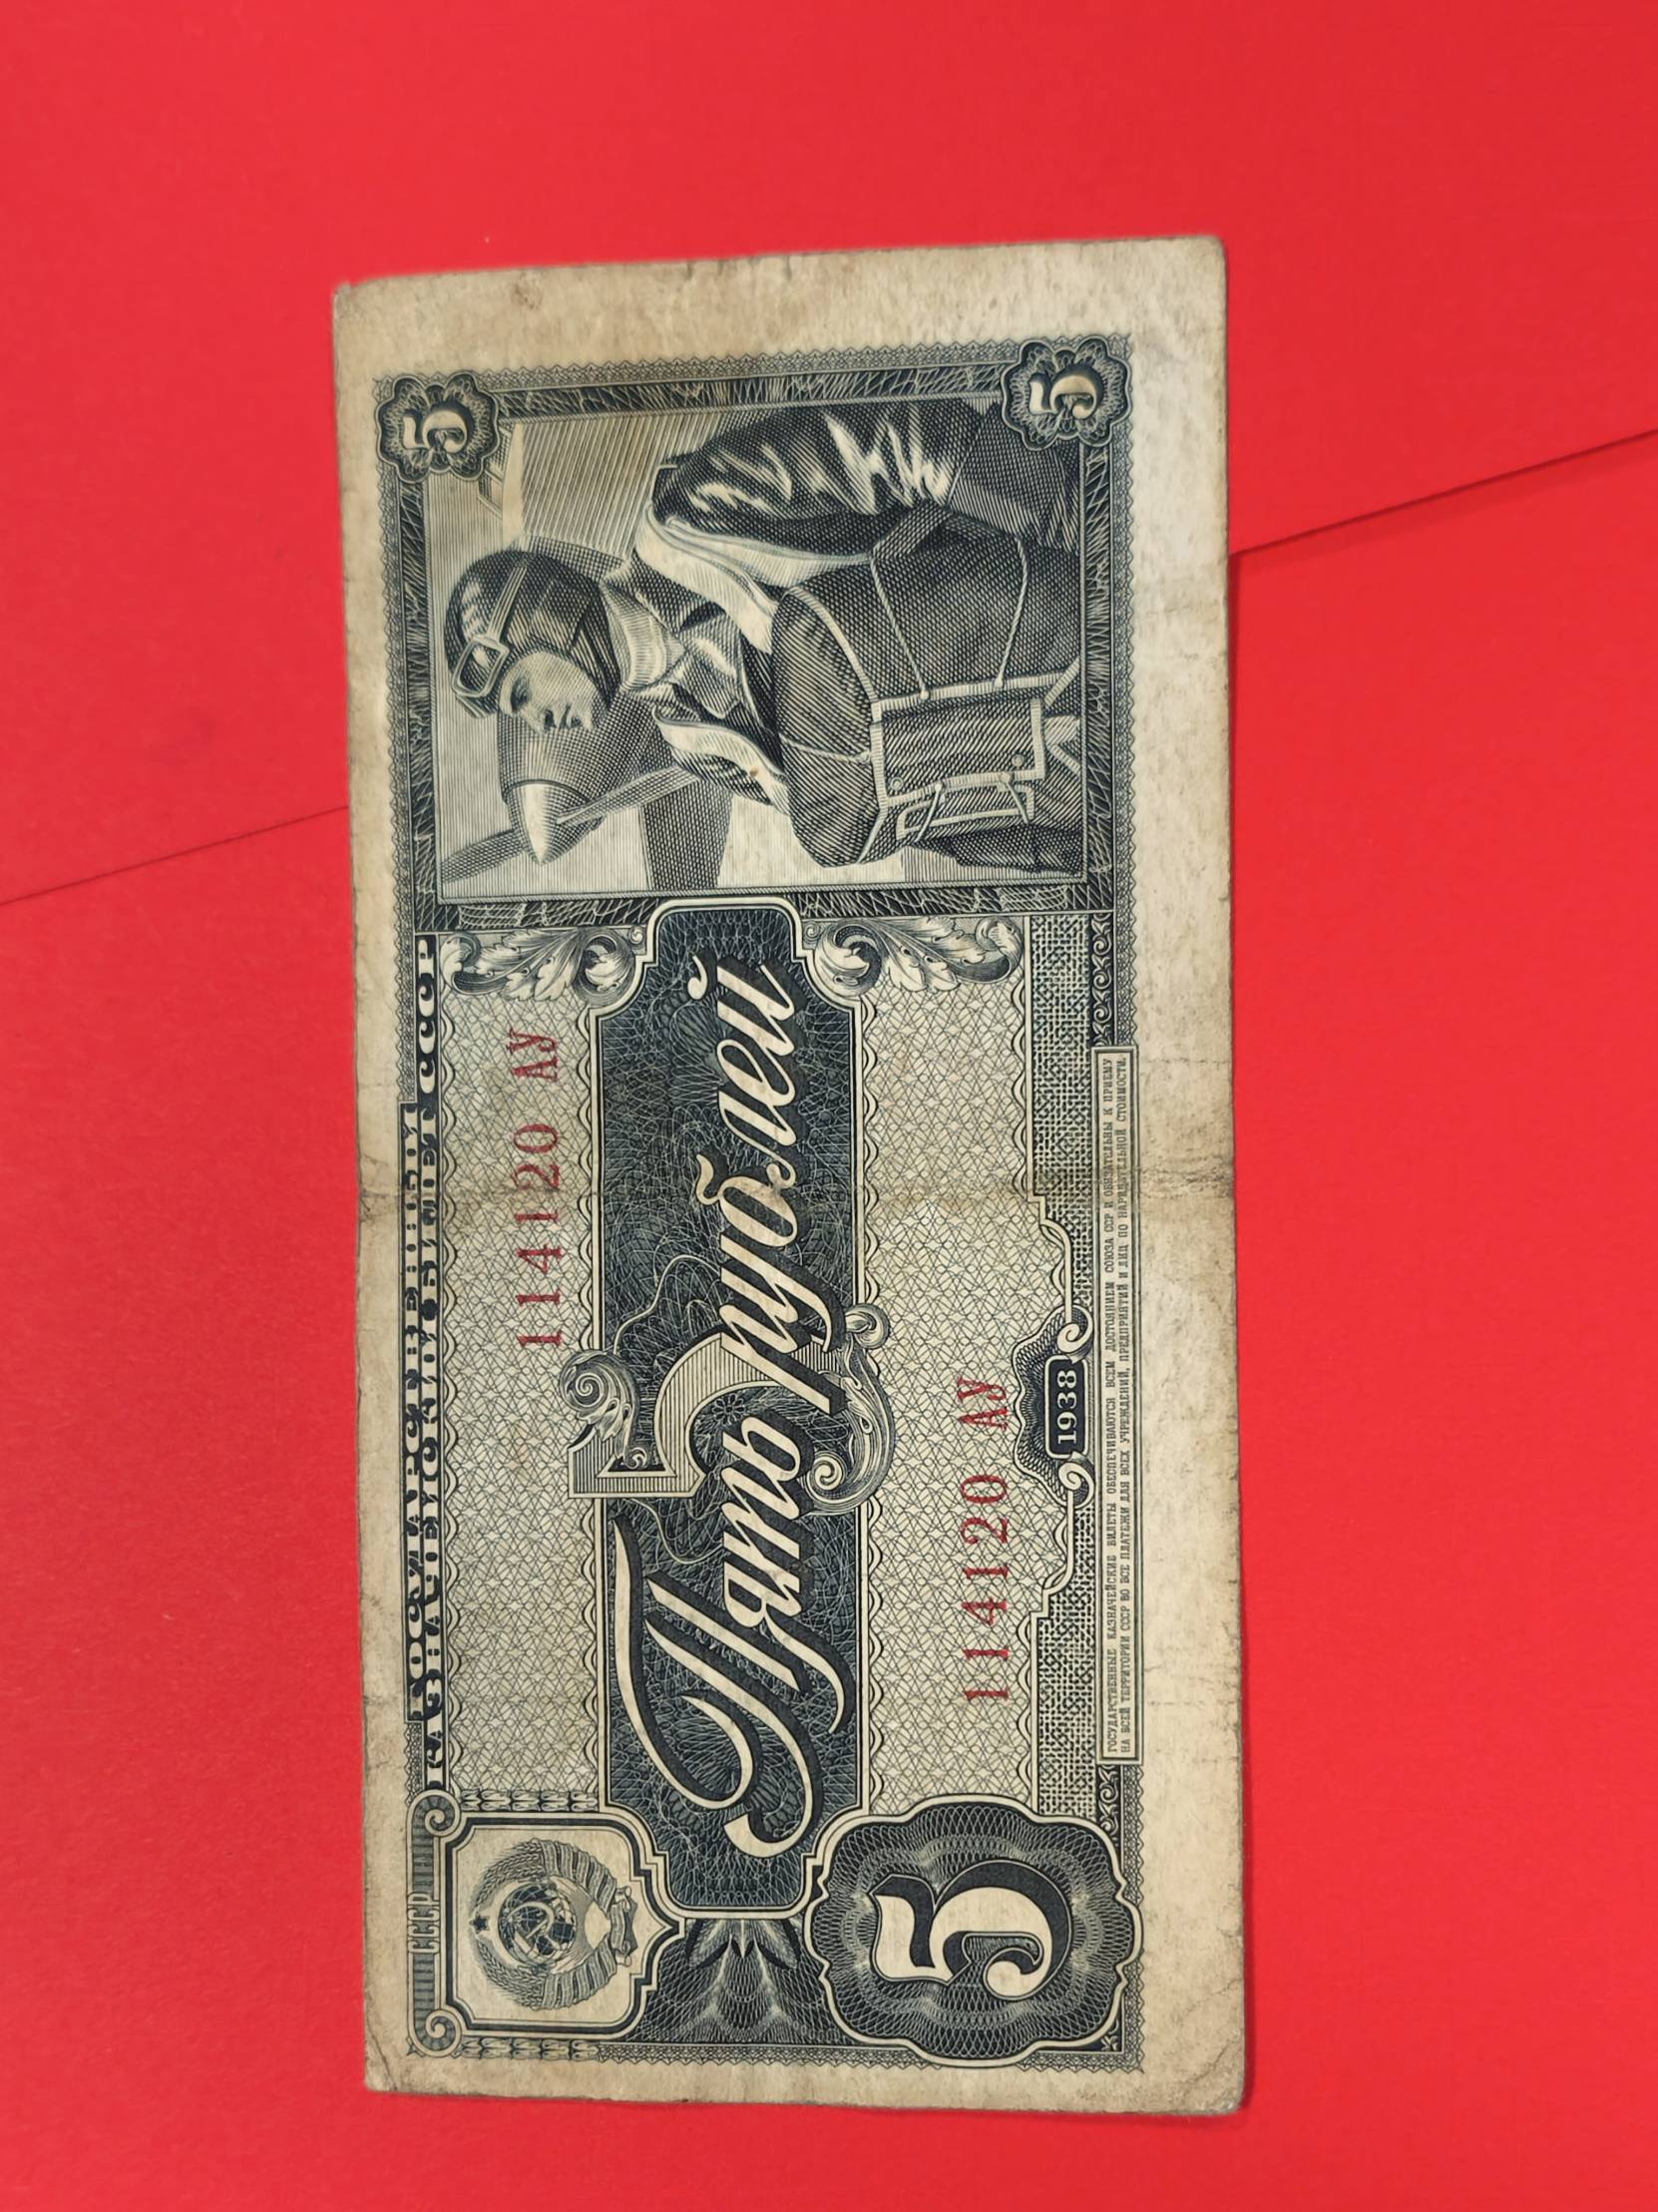 СССР
ГОСУДАРСТВЕННЫЙ
КАЗНАЧЕЙСКИЙ БИЛЕТ СССР
5
114120 АУ
5
Пять рублей
114120 АУ
5
1938
5
ГОСУДАРСТВЕННЫЕ КАЗНАЧЕЙСКИЕ БИЛЕТЫ ОБЕСПЕЧИВАЮТСЯ ВСЕМ ДОСТОЯНИЕМ СОЮЗА ССР И ОБЯЗАТЕЛЬНЫ К ПРИЕМУ
НА ВСЕЙ ТЕРРИТОРИИ СССР ВО ВСЕ ПЛАТЕЖИ ДЛЯ ВСЕХ УЧРЕЖДЕНИЙ, ПРЕДПРИЯТИЙ И ЛИЦ ПО НАРИЦАТЕЛЬНОЙ СТОИМОСТИ.